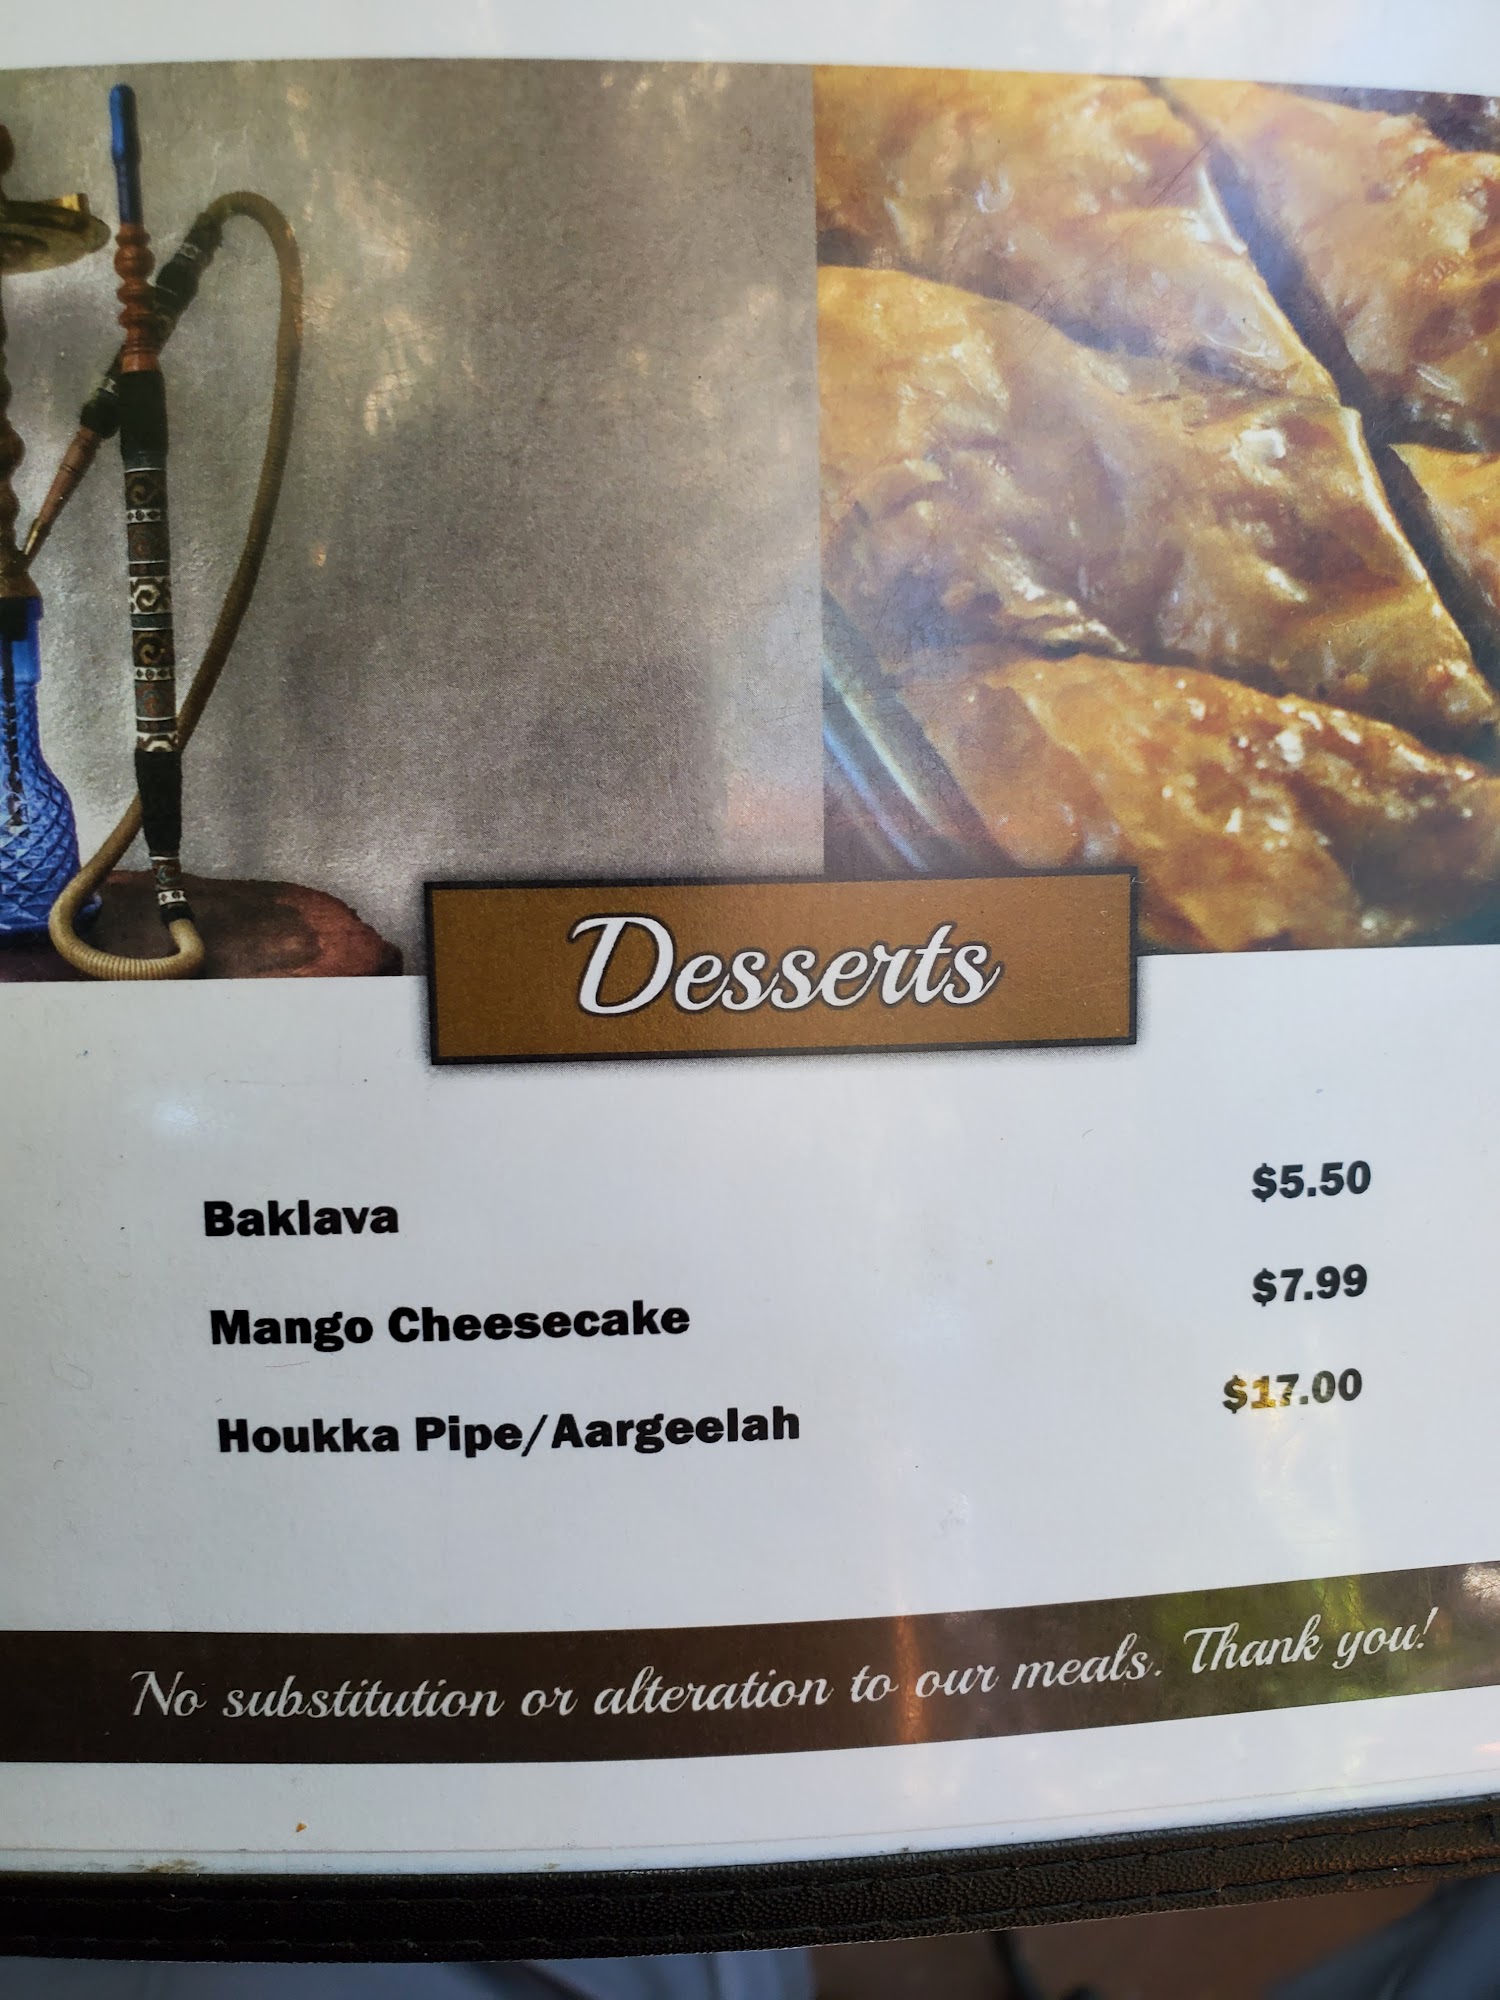 Desserts
Baklava $5.50
Mango Cheesecake $7.99
Houkka Pipe/Aargeelah $17.00
No substitution or alteration to our meals. Thank you!